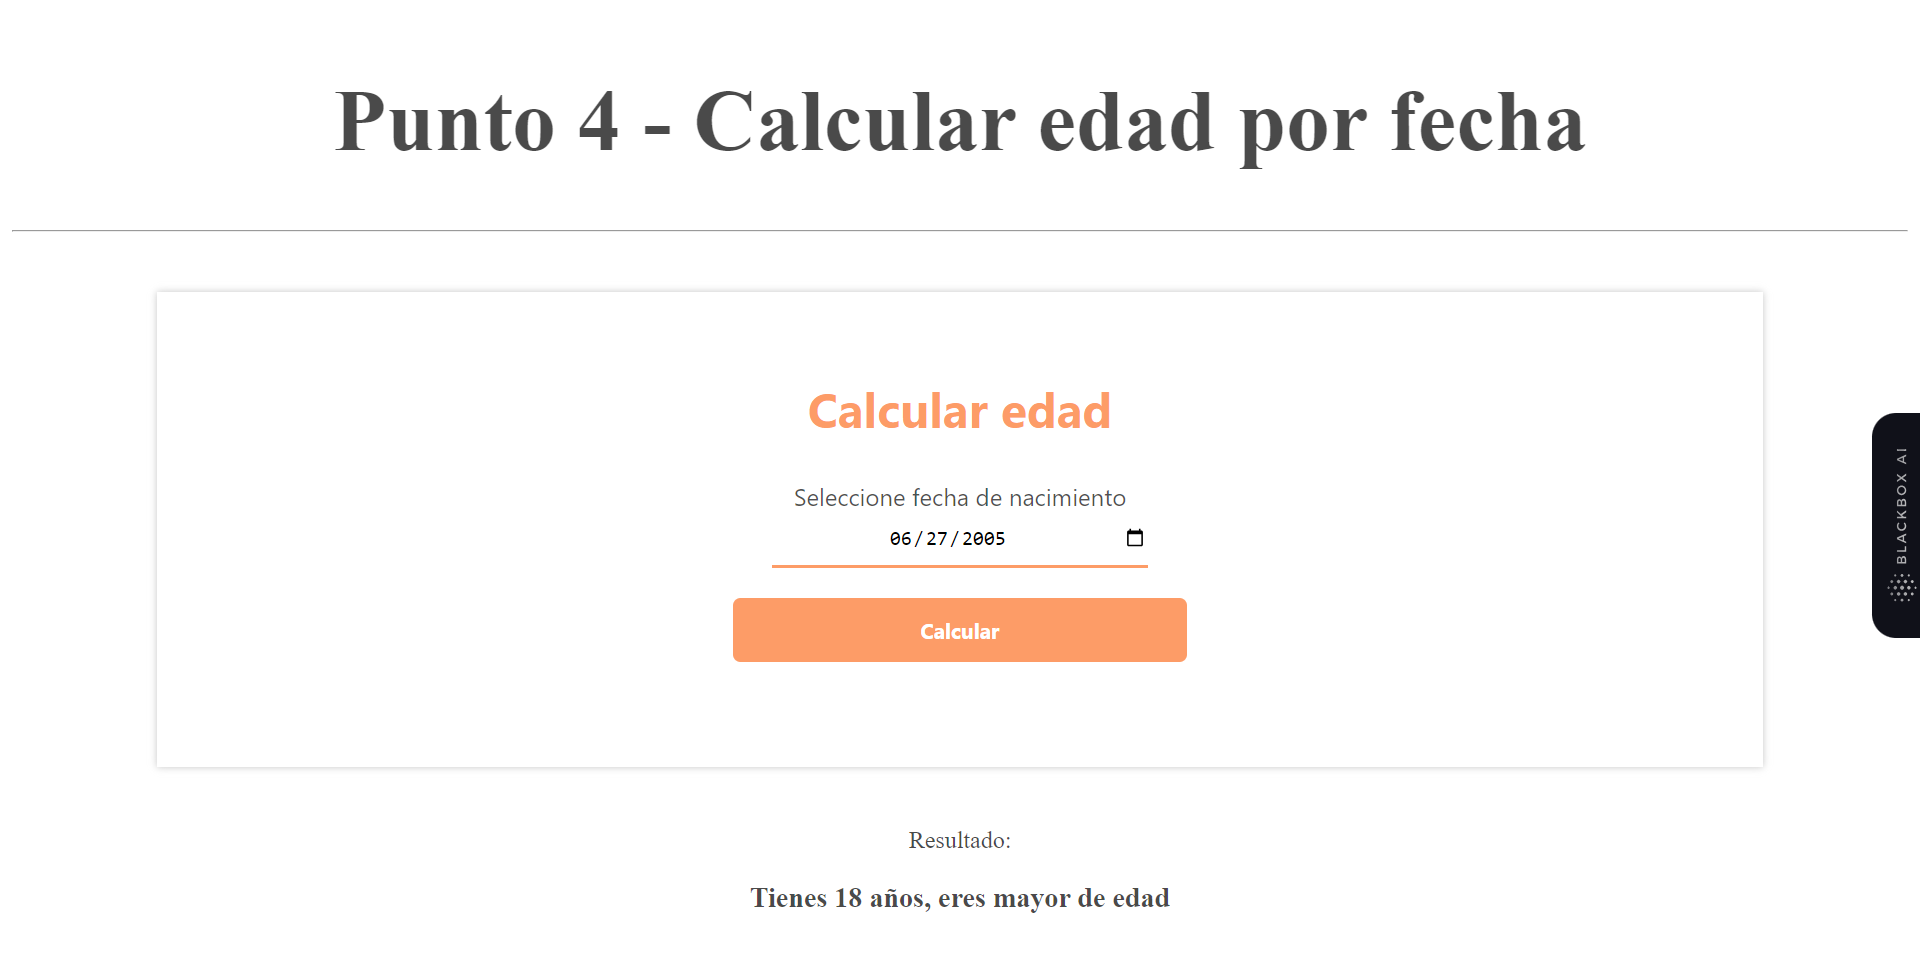 Punto 4 - Calcular edad por fecha
Calcular edad
Seleccione fecha de nacimiento
06/27/2005
Calcular
BLACKBOX AI
Resultado:
Tienes 18 años, eres mayor de edad